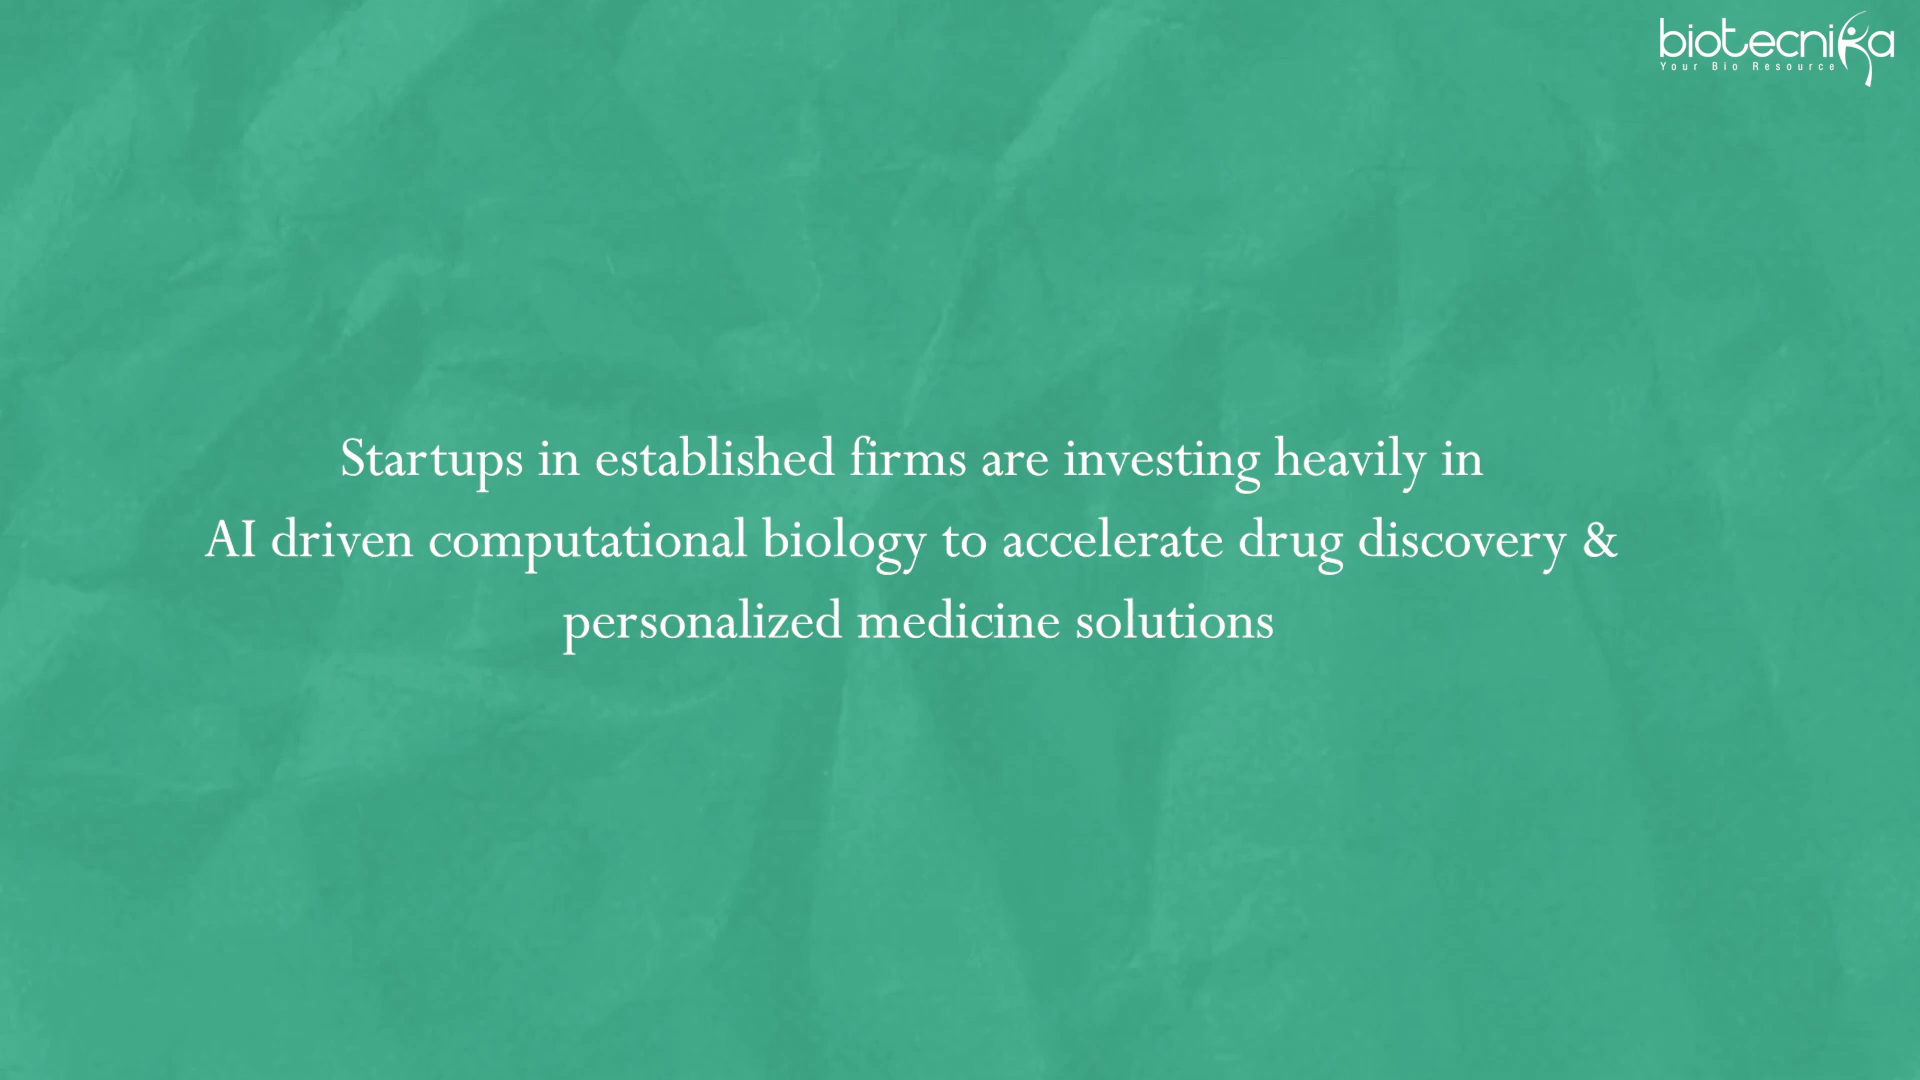 biotecnika
Your Bio Resource
Startups in established firms are investing heavily in
AI driven computational biology to accelerate drug discovery &
personalized medicine solutions